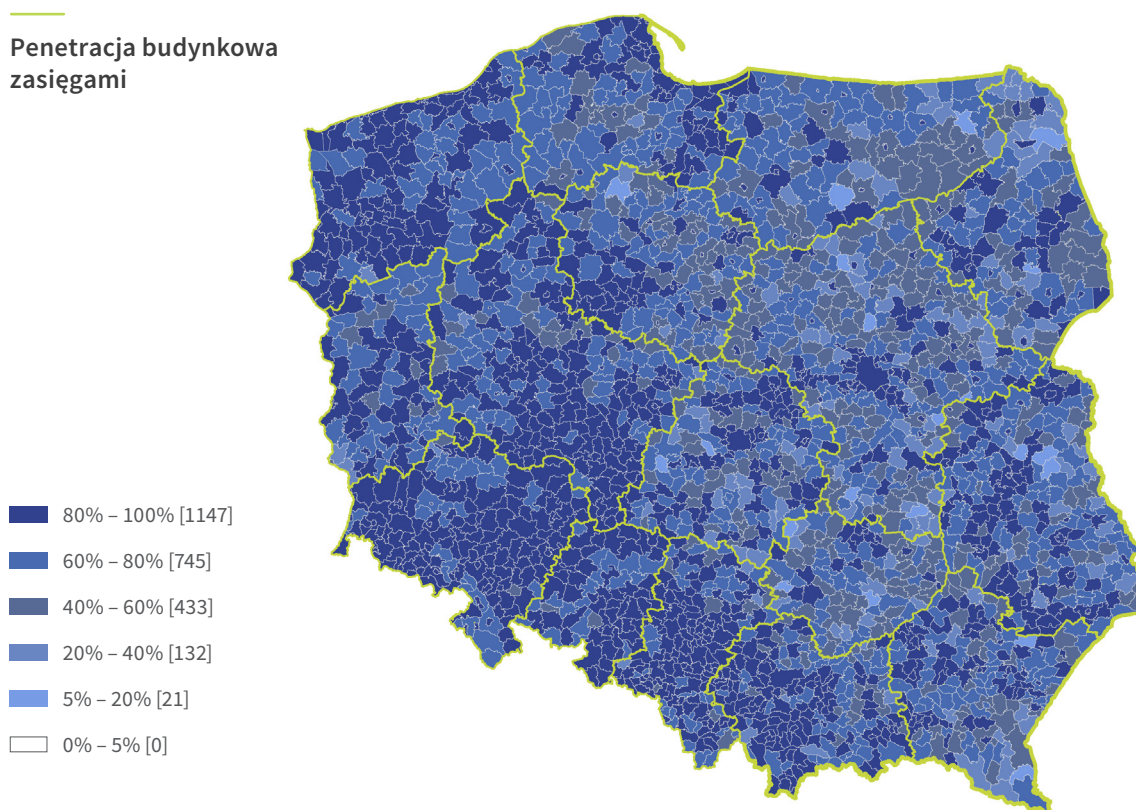 Penetracja budynkowa
zasięgami
80% – 100% [1147]
60% – 80% [745]
40% – 60% [433]
20% – 40% [132]
5% – 20% [21]
0% – 5% [0]